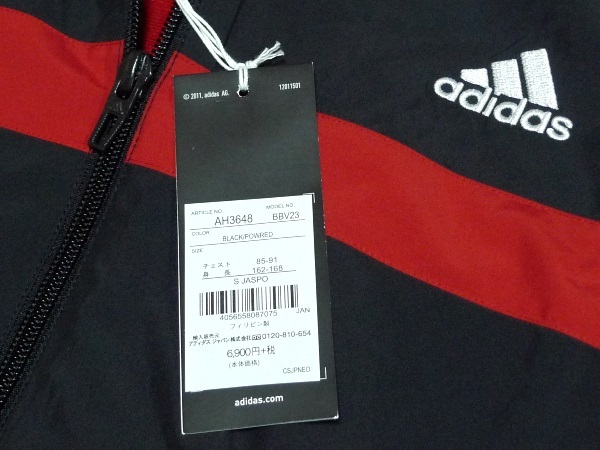 © 2011, adidas AG. 12011501
adidas
ARTICLE NO. MODEL NO.
AH3648 BBV23
COLOR
BLACK/POWRED
SIZE
チェスト 85-91
身 長 162-168
S JASPO
4056558087075 JAN
フィリピン製
輸入販売元
アディダス ジャパン株式会社 0120-810-654
6,900円+税
(本体価格)
CSJPNEO
adidas.com